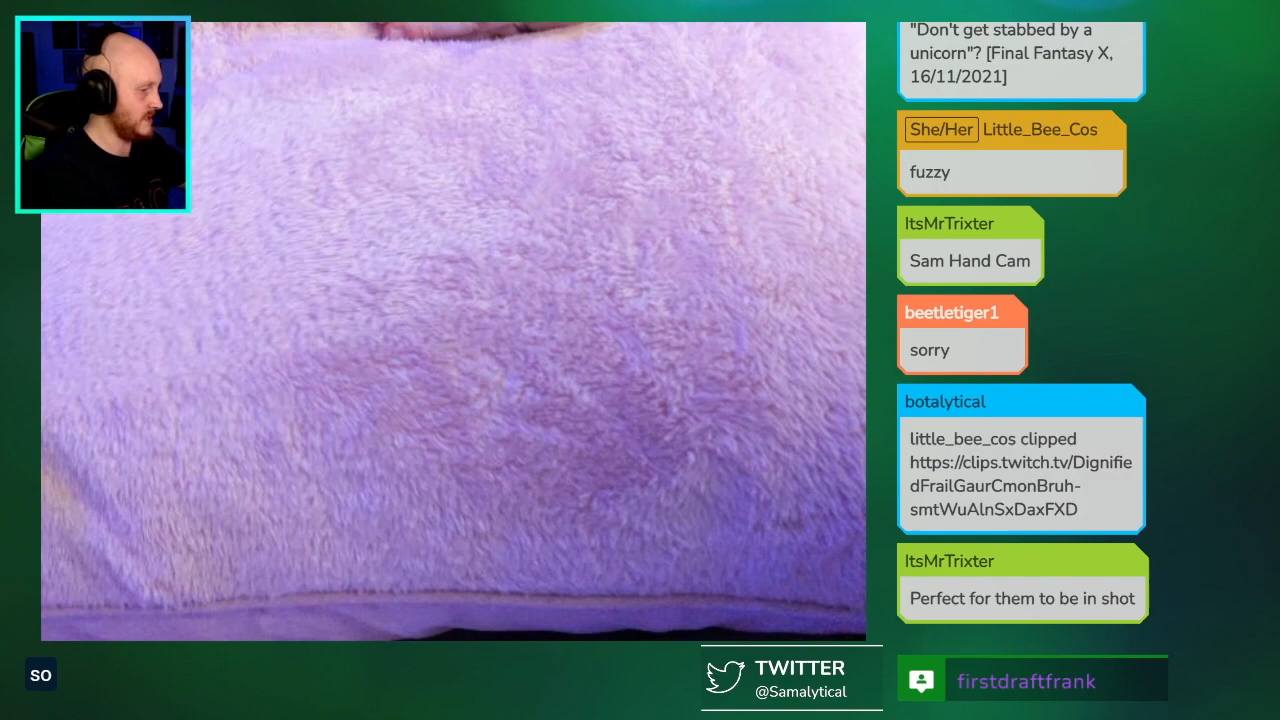 "Don't get stabbed by a
unicorn"? [Final Fantasy X,
16/11/2021]
She/Her Little_Bee_Cos
fuzzy
ItsMrTrixter
Sam Hand Cam
beetletiger1
sorry
botalytical
little_bee_cos clipped
https://clips.twitch.tv/Dignifie
dFrailGaurCmonBruh-
smtWuAlnSxDaxFXD
ItsMrTrixter
Perfect for them to be in shot
SO
TWITTER
@Samalytical
firstdraftfrank